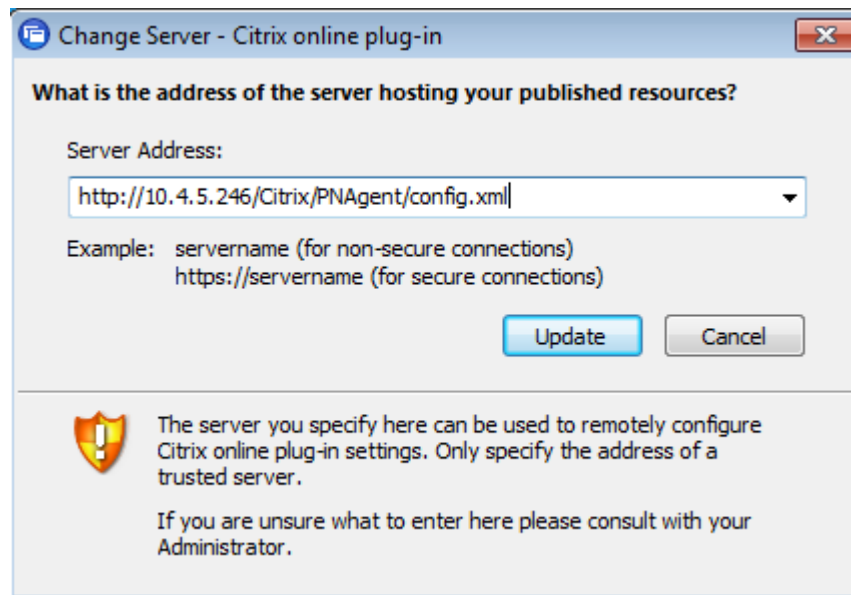 Change Server - Citrix online plug-in
What is the address of the server hosting your published resources?
Server Address:
http://10.4.5.246/Citrix/PNAgent/config.xml
Example: servername (for non-secure connections)
https://servername (for secure connections)
Update Cancel
The server you specify here can be used to remotely configure
Citrix online plug-in settings. Only specify the address of a
trusted server.
If you are unsure what to enter here please consult with your
Administrator.